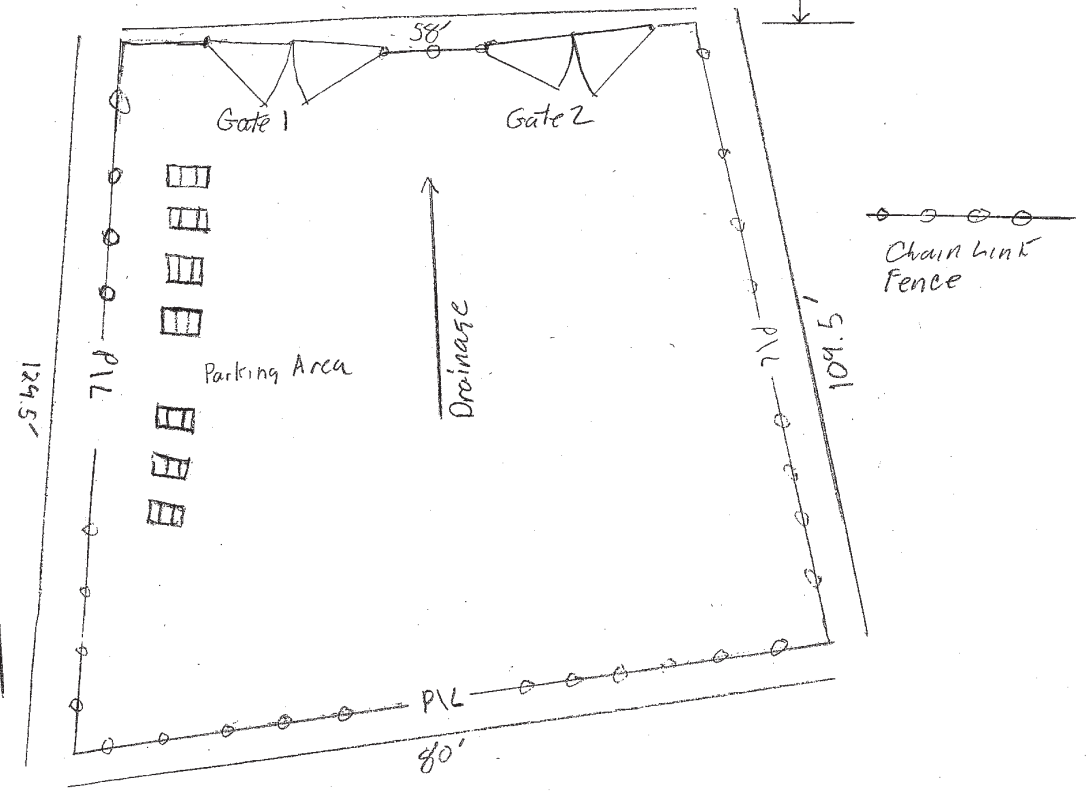 58'
Gate 1
Gate 2
Chain Link
Fence
P\L
124.5'
Parking Area
Drainage
P\L
109.5'
P\L
80'